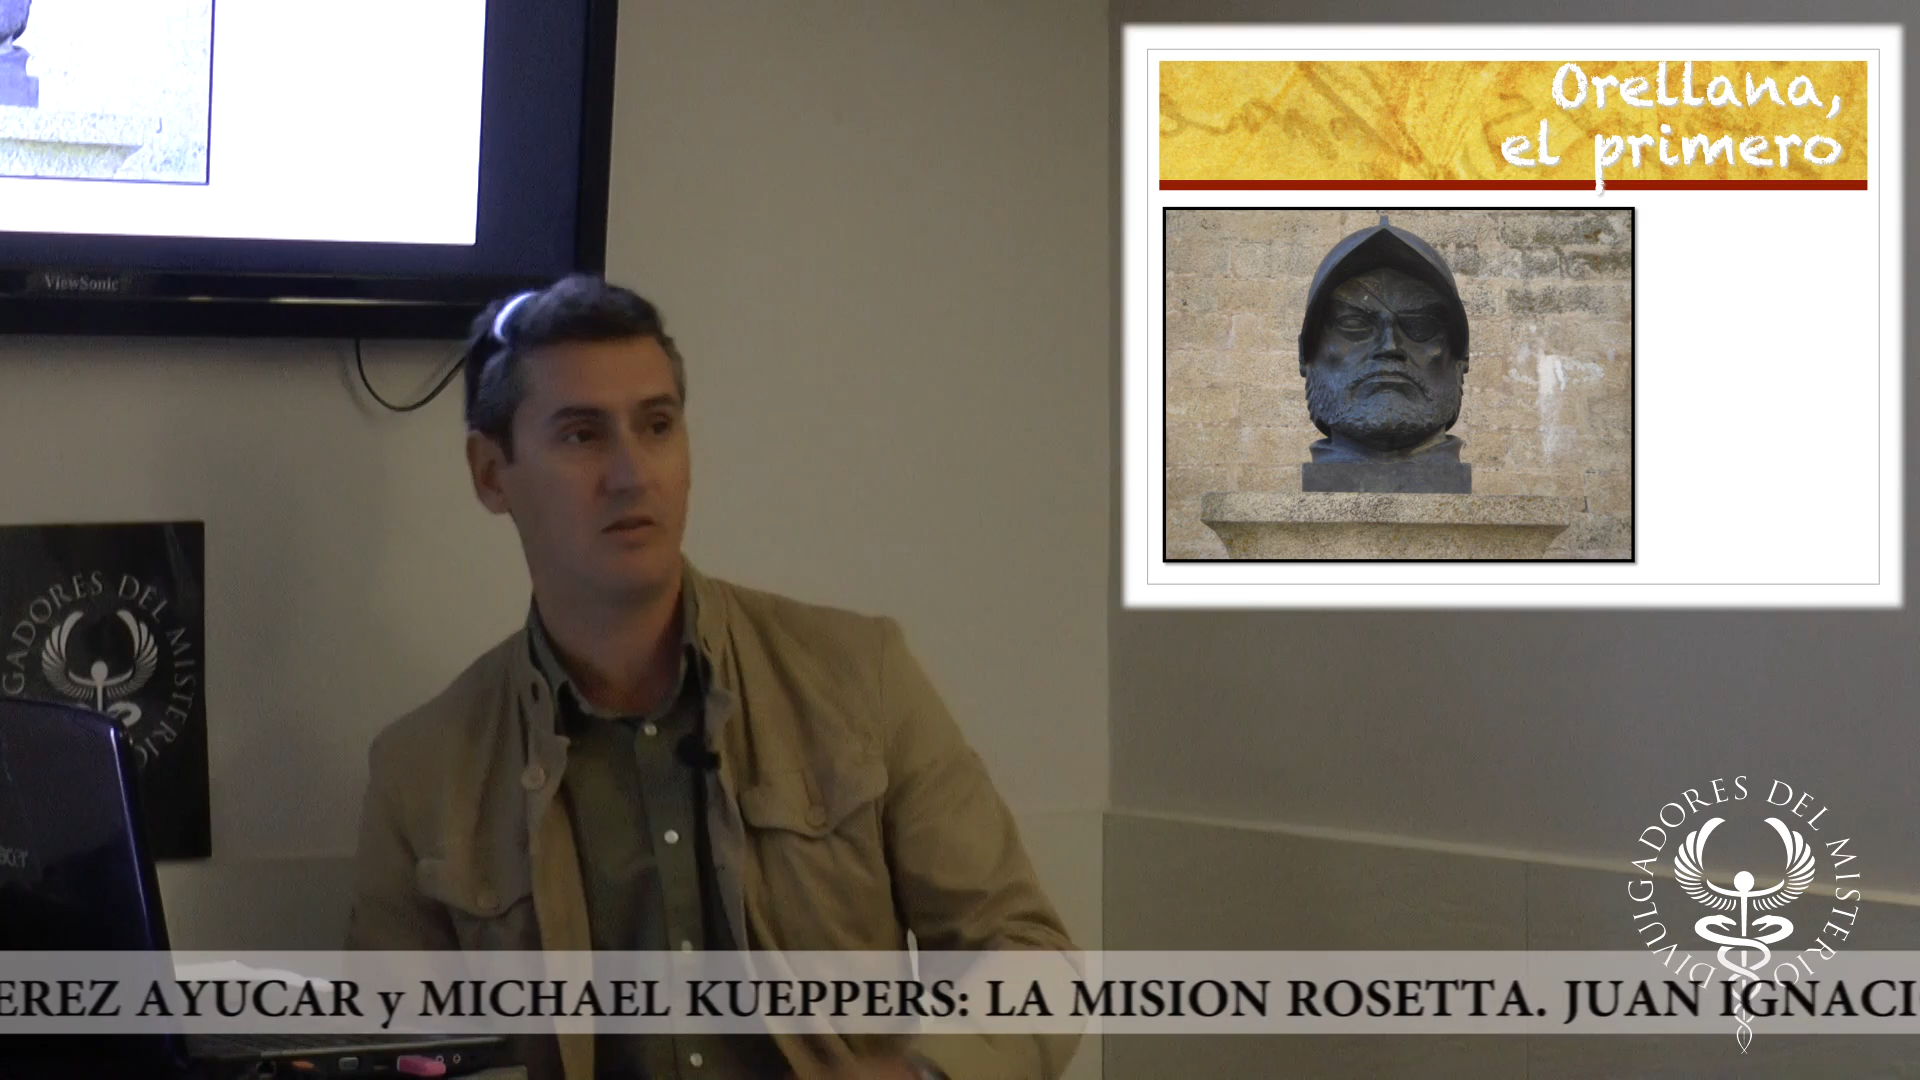 Orellana,
el primero
ViewSonic
GADORES DEL MISTERIO
acer
DIVULGADORES DEL MISTERIO
EREZ AYUCAR y MICHAEL KUEPPERS: LA MISION ROSETTA. JUAN IGNACI